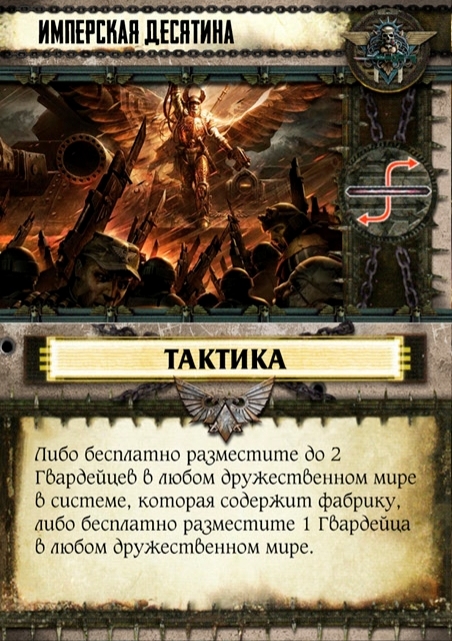 ИМПЕРСКАЯ ДЕСЯТИНА
ТАКТИКА
Либо бесплатно разместите до 2
Гвардейцев в любом дружественном мире
в системе, которая содержит фабрику,
либо бесплатно разместите 1 Гвардейца
в любом дружественном мире.